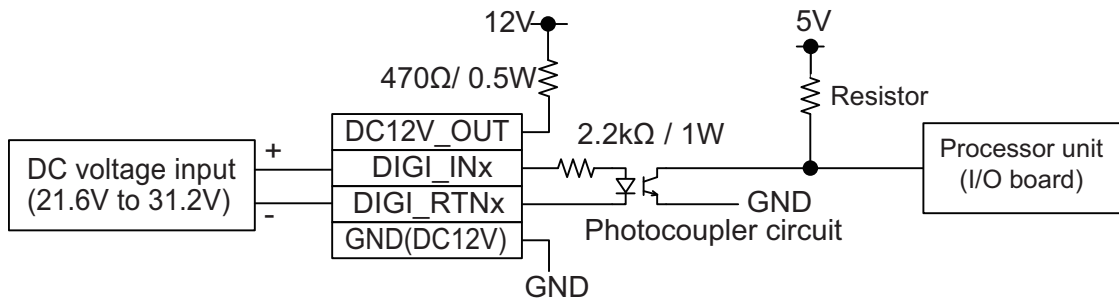 12V
5V
470Ω/ 0.5W
Resistor
DC12V_OUT
2.2kΩ / 1W
DC voltage input
(21.6V to 31.2V)
+
-
DIGI_INx
DIGI_RTNx
GND(DC12V)
GND
Photocoupler circuit
Processor unit
(I/O board)
GND